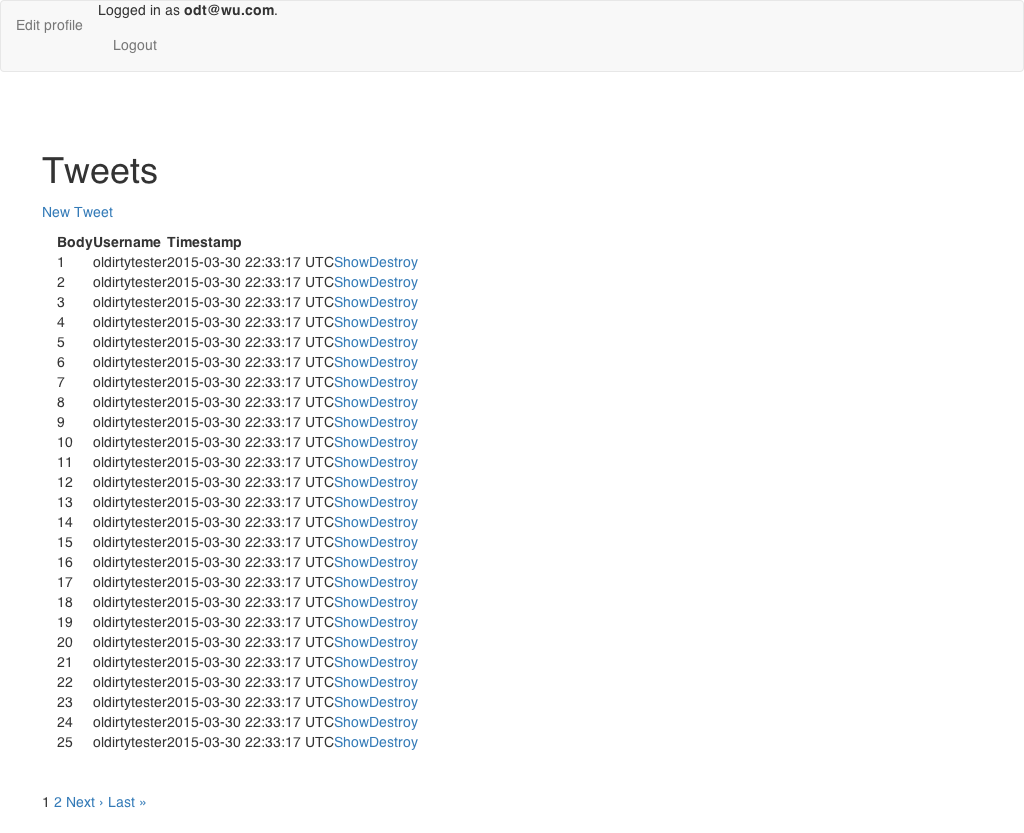 Edit profile
Logged in as odt@wu.com.
Logout
Tweets
New Tweet
Body Username Timestamp
1 oldirtytester 2015-03-30 22:33:17 UTC Show Destroy
2 oldirtytester 2015-03-30 22:33:17 UTC Show Destroy
3 oldirtytester 2015-03-30 22:33:17 UTC Show Destroy
4 oldirtytester 2015-03-30 22:33:17 UTC Show Destroy
5 oldirtytester 2015-03-30 22:33:17 UTC Show Destroy
6 oldirtytester 2015-03-30 22:33:17 UTC Show Destroy
7 oldirtytester 2015-03-30 22:33:17 UTC Show Destroy
8 oldirtytester 2015-03-30 22:33:17 UTC Show Destroy
9 oldirtytester 2015-03-30 22:33:17 UTC Show Destroy
10 oldirtytester 2015-03-30 22:33:17 UTC Show Destroy
11 oldirtytester 2015-03-30 22:33:17 UTC Show Destroy
12 oldirtytester 2015-03-30 22:33:17 UTC Show Destroy
13 oldirtytester 2015-03-30 22:33:17 UTC Show Destroy
14 oldirtytester 2015-03-30 22:33:17 UTC Show Destroy
15 oldirtytester 2015-03-30 22:33:17 UTC Show Destroy
16 oldirtytester 2015-03-30 22:33:17 UTC Show Destroy
17 oldirtytester 2015-03-30 22:33:17 UTC Show Destroy
18 oldirtytester 2015-03-30 22:33:17 UTC Show Destroy
19 oldirtytester 2015-03-30 22:33:17 UTC Show Destroy
20 oldirtytester 2015-03-30 22:33:17 UTC Show Destroy
21 oldirtytester 2015-03-30 22:33:17 UTC Show Destroy
22 oldirtytester 2015-03-30 22:33:17 UTC Show Destroy
23 oldirtytester 2015-03-30 22:33:17 UTC Show Destroy
24 oldirtytester 2015-03-30 22:33:17 UTC Show Destroy
25 oldirtytester 2015-03-30 22:33:17 UTC Show Destroy
1 2 Next › Last »